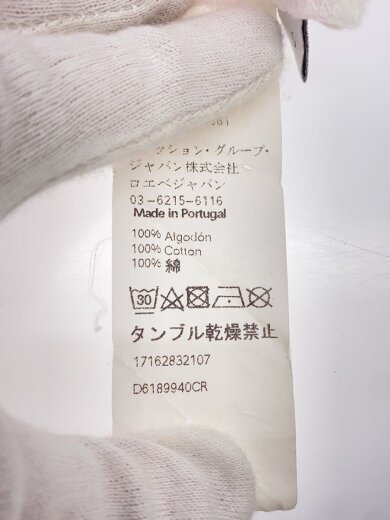 ッション・グループ・
ジャパン株式会社
ロエベジャパン
03-6215-6116
Made in Portugal
100% Algodón
100% Cotton
100% 綿
30
タンブル乾燥禁止
17162832107
D6189940CR